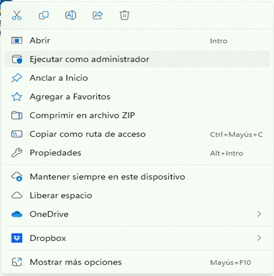 Abrir Intro
Ejecutar como administrador
Anclar a Inicio
Agregar a Favoritos
Comprimir en archivo ZIP
Copiar como ruta de acceso Ctrl+Mayús+C
Propiedades Alt+Intro
Mantener siempre en este dispositivo
Liberar espacio
OneDrive
Dropbox
Mostrar más opciones Mayús+F10